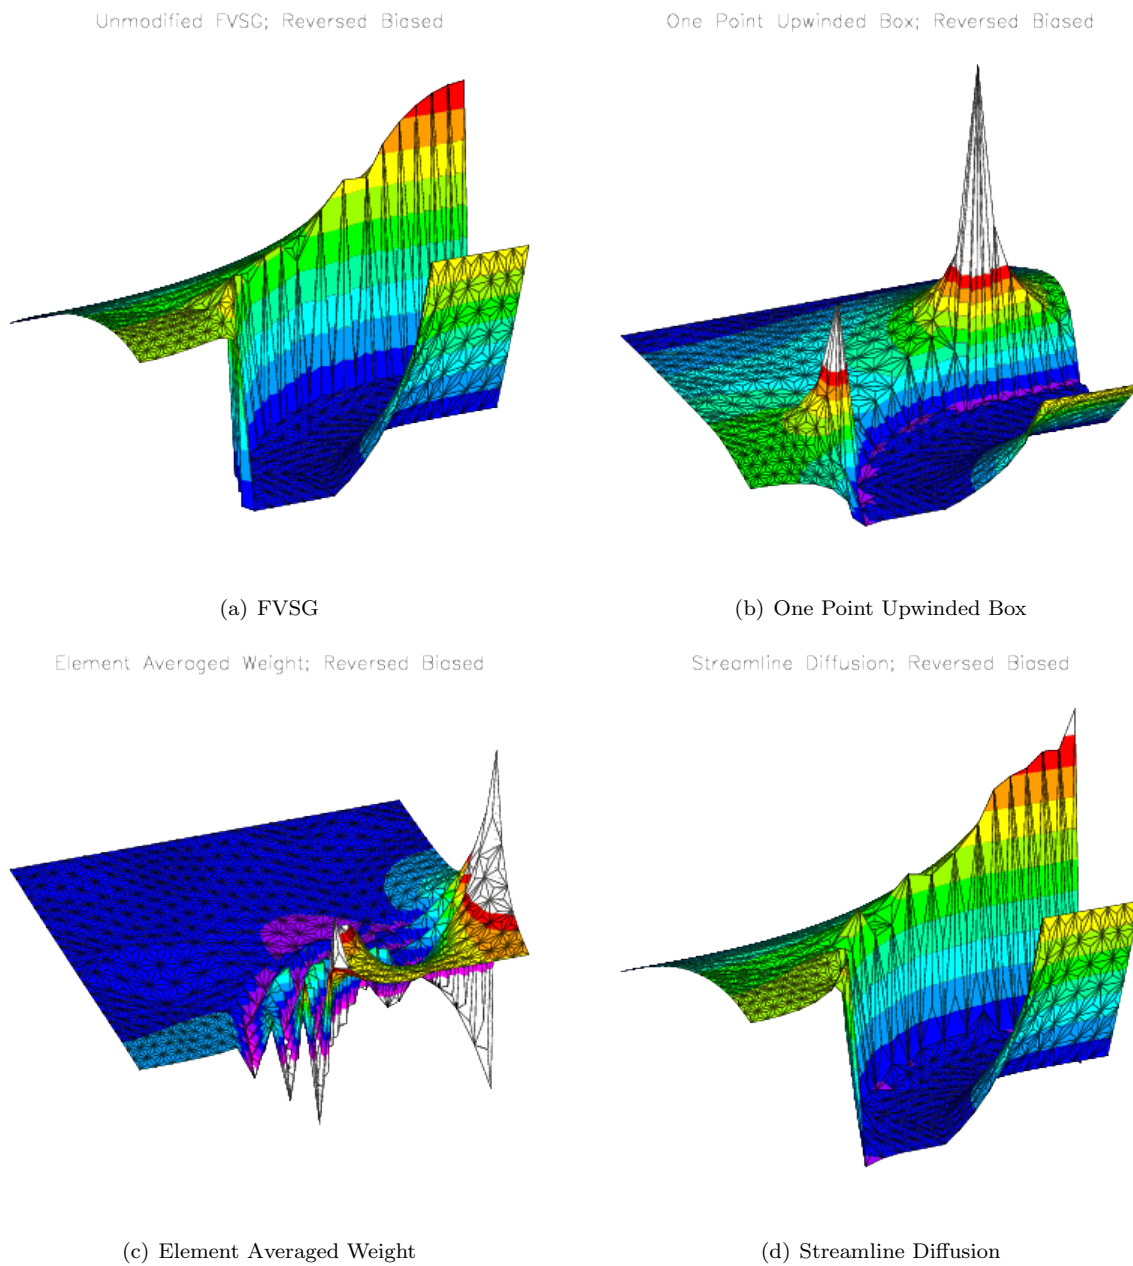 Unmodified FVSG; Reversed Biased
One Point Upwinded Box; Reversed Biased
(a) FVSG
(b) One Point Upwinded Box
Element Averaged Weight; Reversed Biased
Streamline Diffusion; Reversed Biased
(c) Element Averaged Weight
(d) Streamline Diffusion